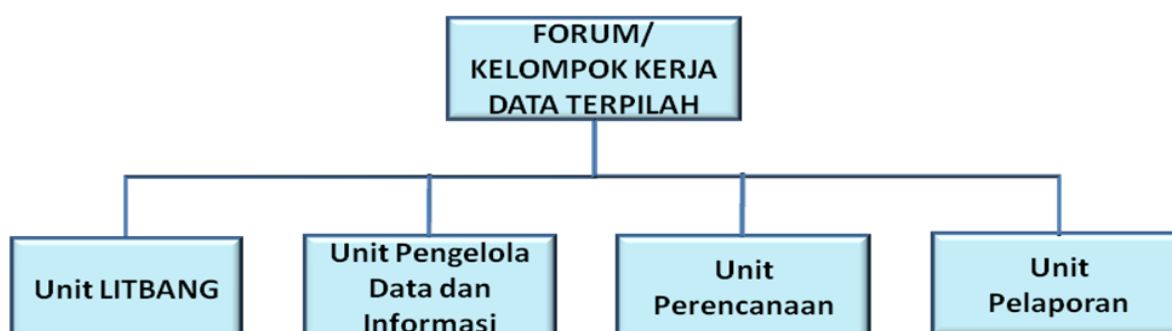 FORUM/
KELOMPOK KERJA
DATA TERPILAH
Unit LITBANG
Unit Pengelola
Data dan
Informasi
Unit
Perencanaan
Unit
Pelaporan